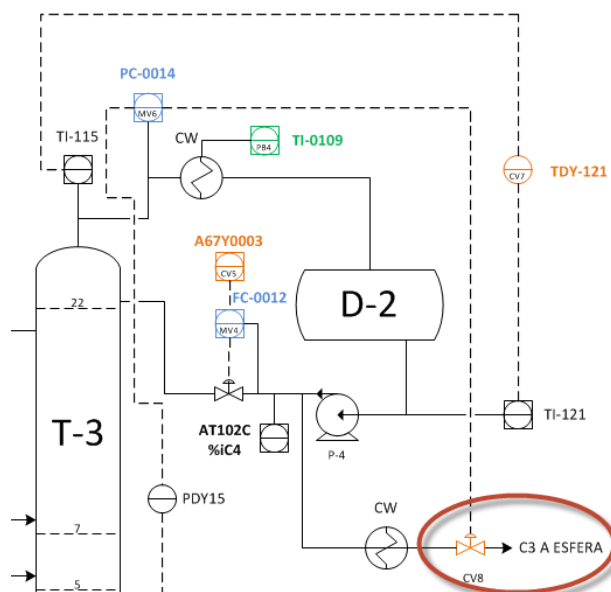 PC-0014
MV6
TI-115
CW
PB4
TI-0109
CV7
TDY-121
A67Y0003
CV5
FC-0012
MV4
22
D-2
T-3
AT102C
%iC4
P-4
TI-121
PDY15
CW
7
C3 A ESFERA
CV8
5